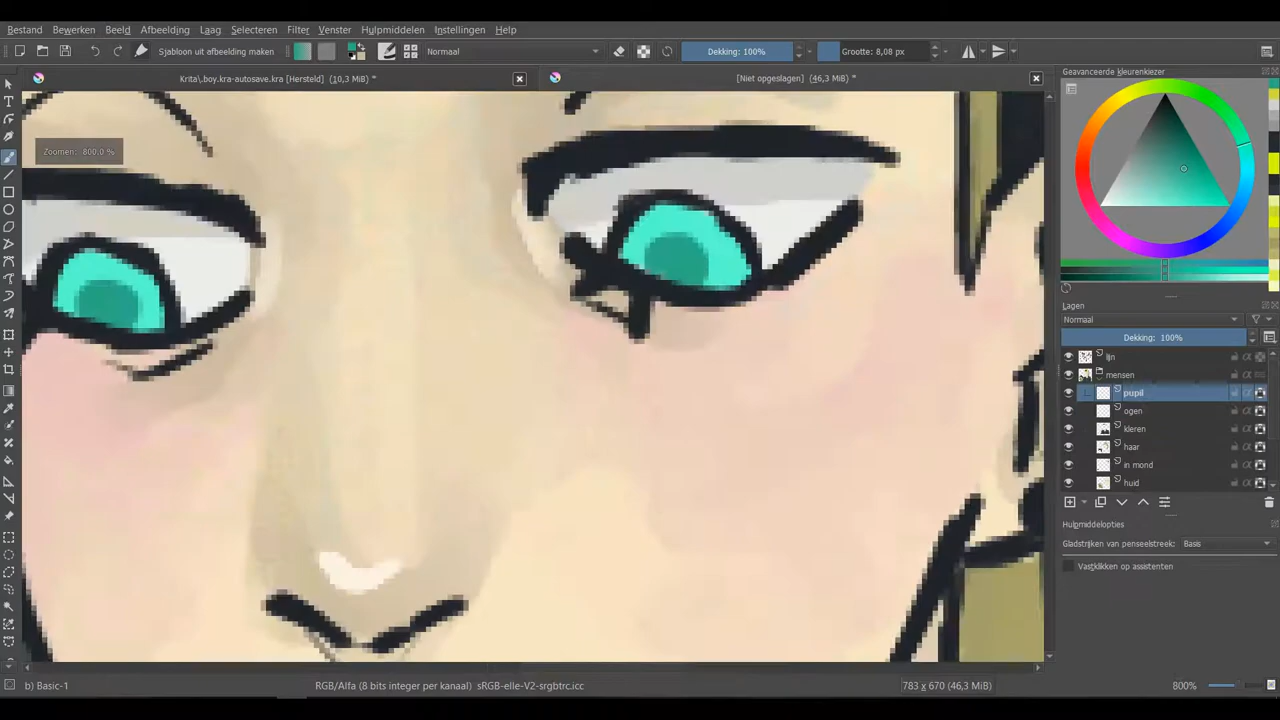 Bestand Bewerken Beeld Afbeelding Laag Selecteren Filter Venster Hulpmiddelen Instellingen Help
Sjabloon uit afbeelding maken Normaal Dekking: 100% Grootte: 8,08 px
Krita\.boy.kra-autosave.kra [Hersteld] (10,3 MiB) * [Niet opgeslagen] (46,3 MiB) *
Geavanceerde kleurenkiezer
Zoomen: 800,0 %
Lagen
Normaal
Dekking: 100%
lijn
mensen
pupil
ogen
kleren
haar
in mond
huid
Hulpmiddelopties
Gladstrijken van penseelstreek: Basis
Vastklikken op assistenten
b) Basic-1 RGB/Alfa (8 bits integer per kanaal) sRGB-elle-V2-srgbtrc.icc 783 x 670 (46,3 MiB) 800%